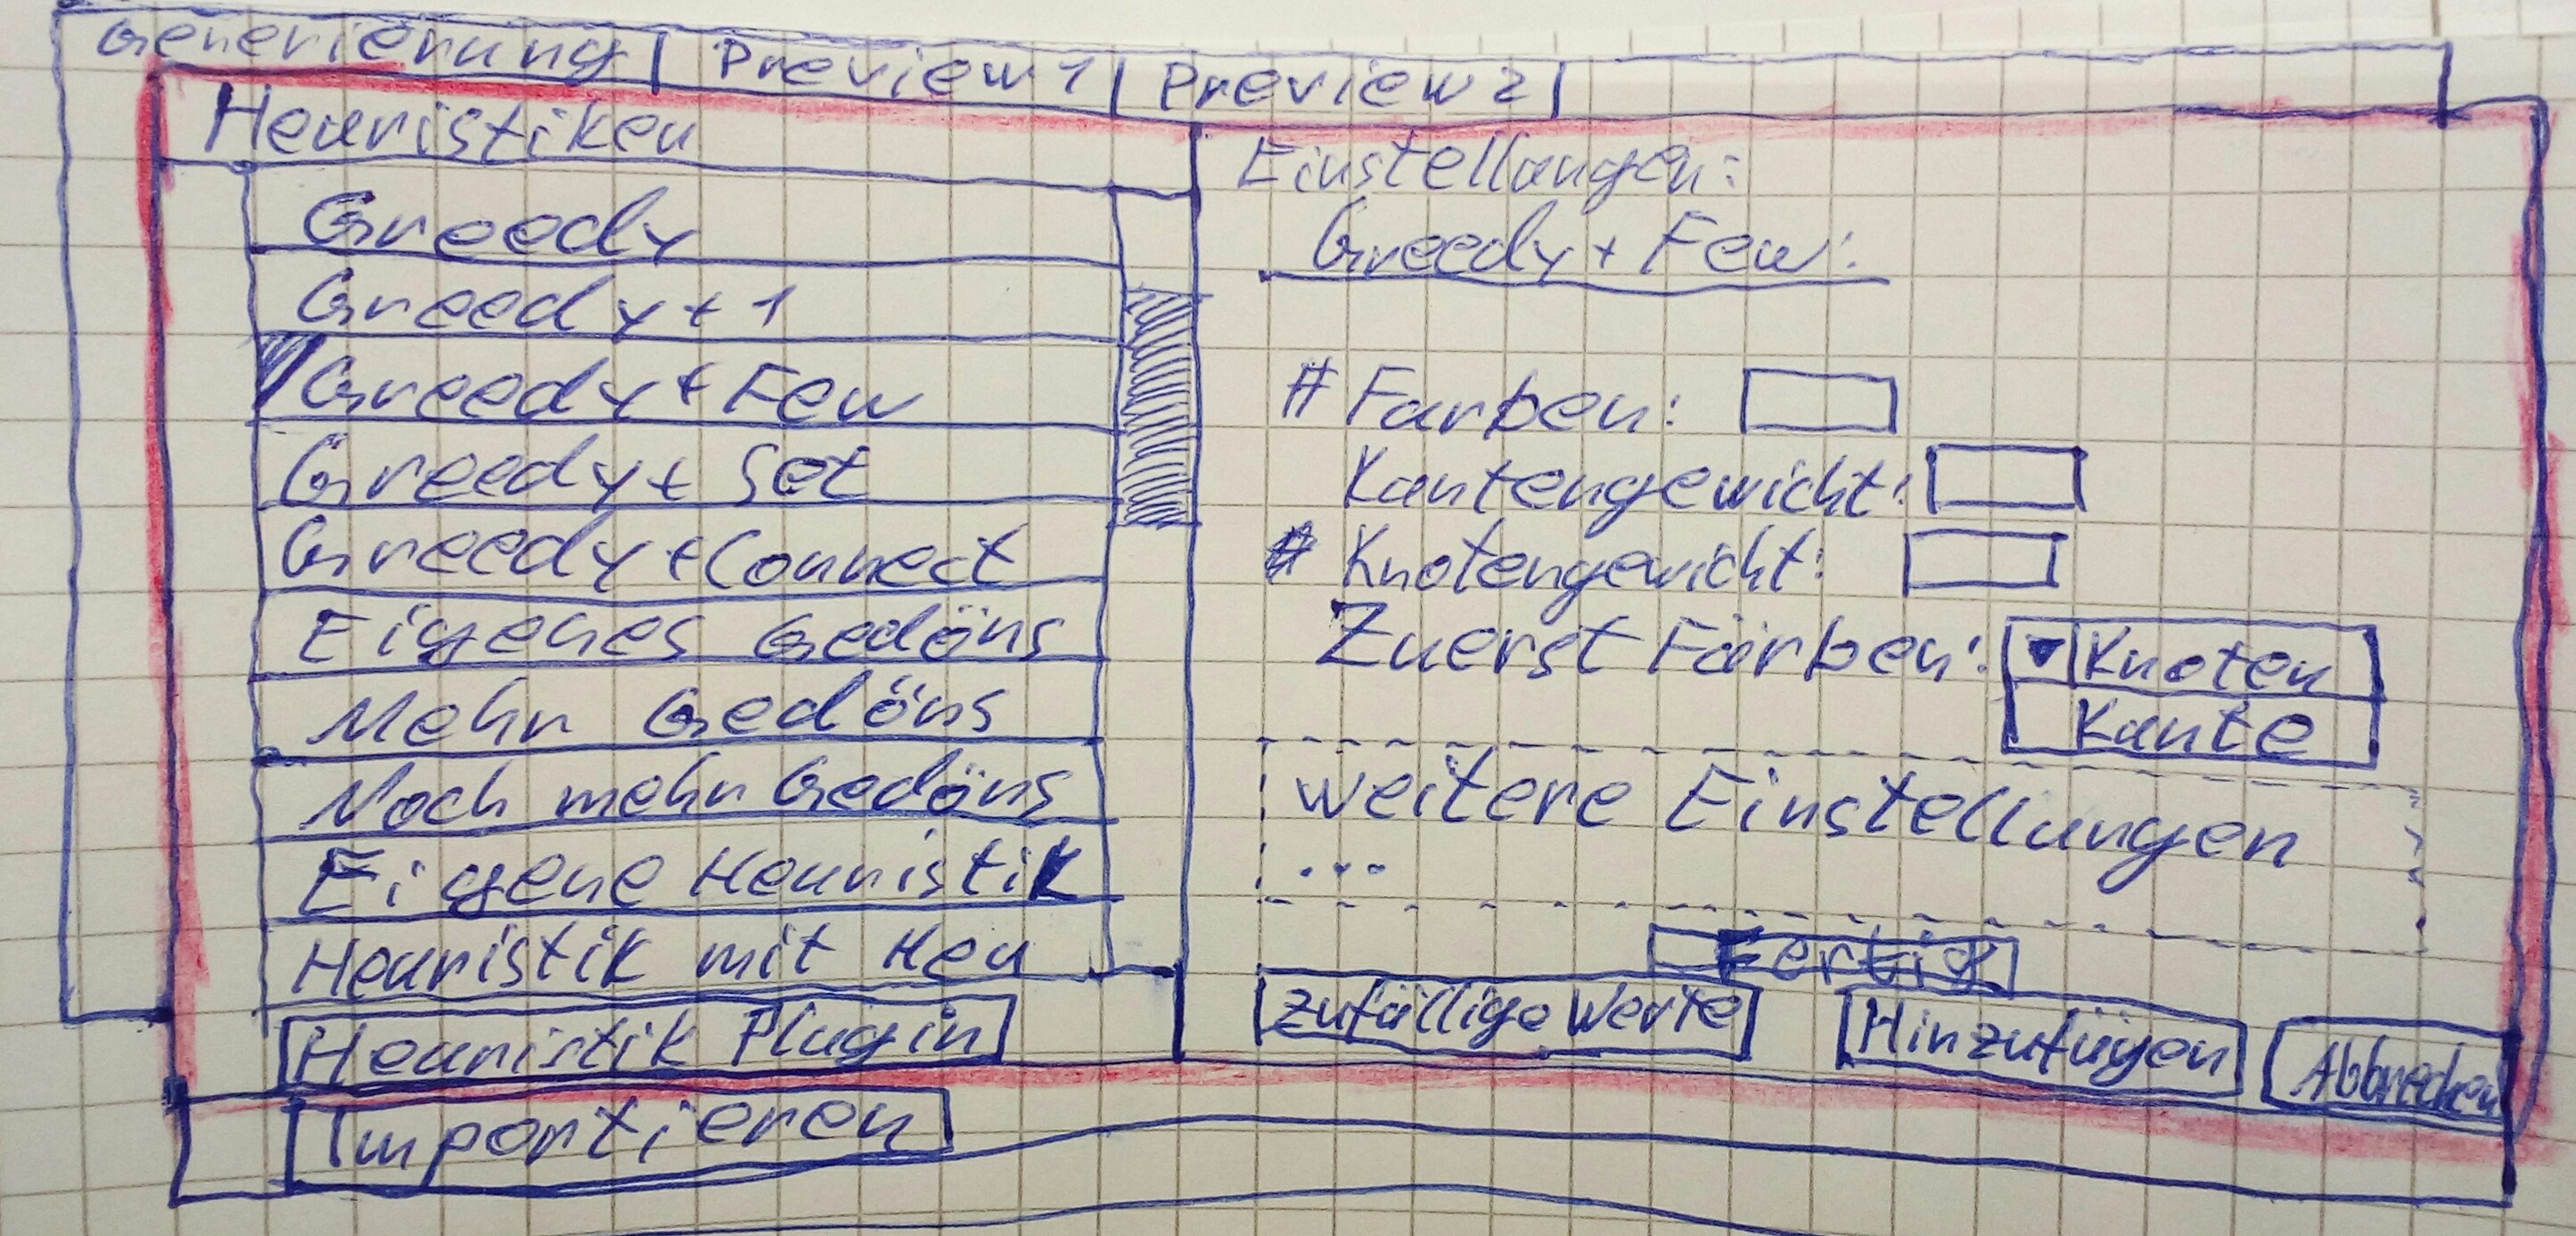 Generierung | Preview 1 | Preview 2
Heuristiken
Greedy
Greedy + 1
Greedy + Few
Greedy + Set
Greedy + Connect
Eigenes Gedöns
Mehr Gedöns
Noch mehr Gedöns
Eigene Heuristik
Heuristik mit Heu
Heuristik Plugin
Importieren
Einstellungen:
Greedy + Few:
# Farben:
Kantengewicht:
# Knotengewicht:
Zuerst Färben: ▼ Knoten
Kante
weitere Einstellungen
...
Fertig
Zufällige Werte
Hinzufügen
Abbrechen